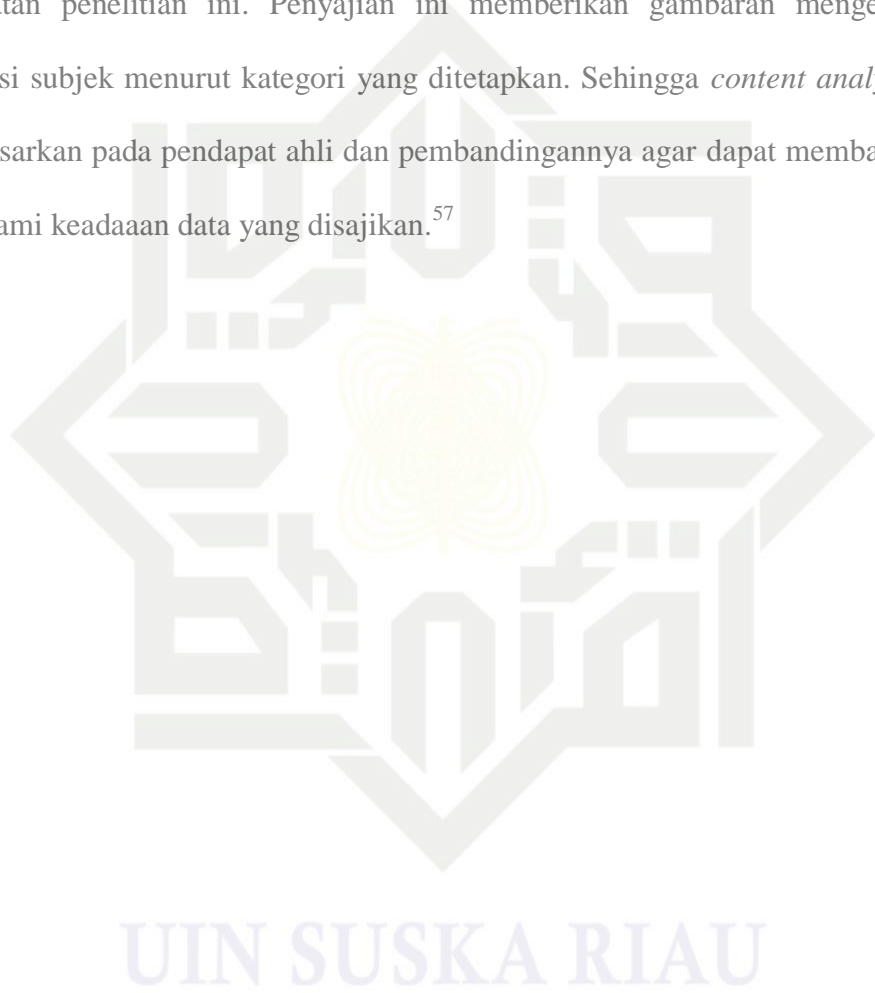 tan penelitian ini. Penyajian ini memberikan gambaran menge
si subjek menurut kategori yang ditetapkan. Sehingga content anal
sarkan pada pendapat ahli dan pembandingannya agar dapat memba
ami keadaaan data yang disajikan.57
UIN SUSKA RIAU